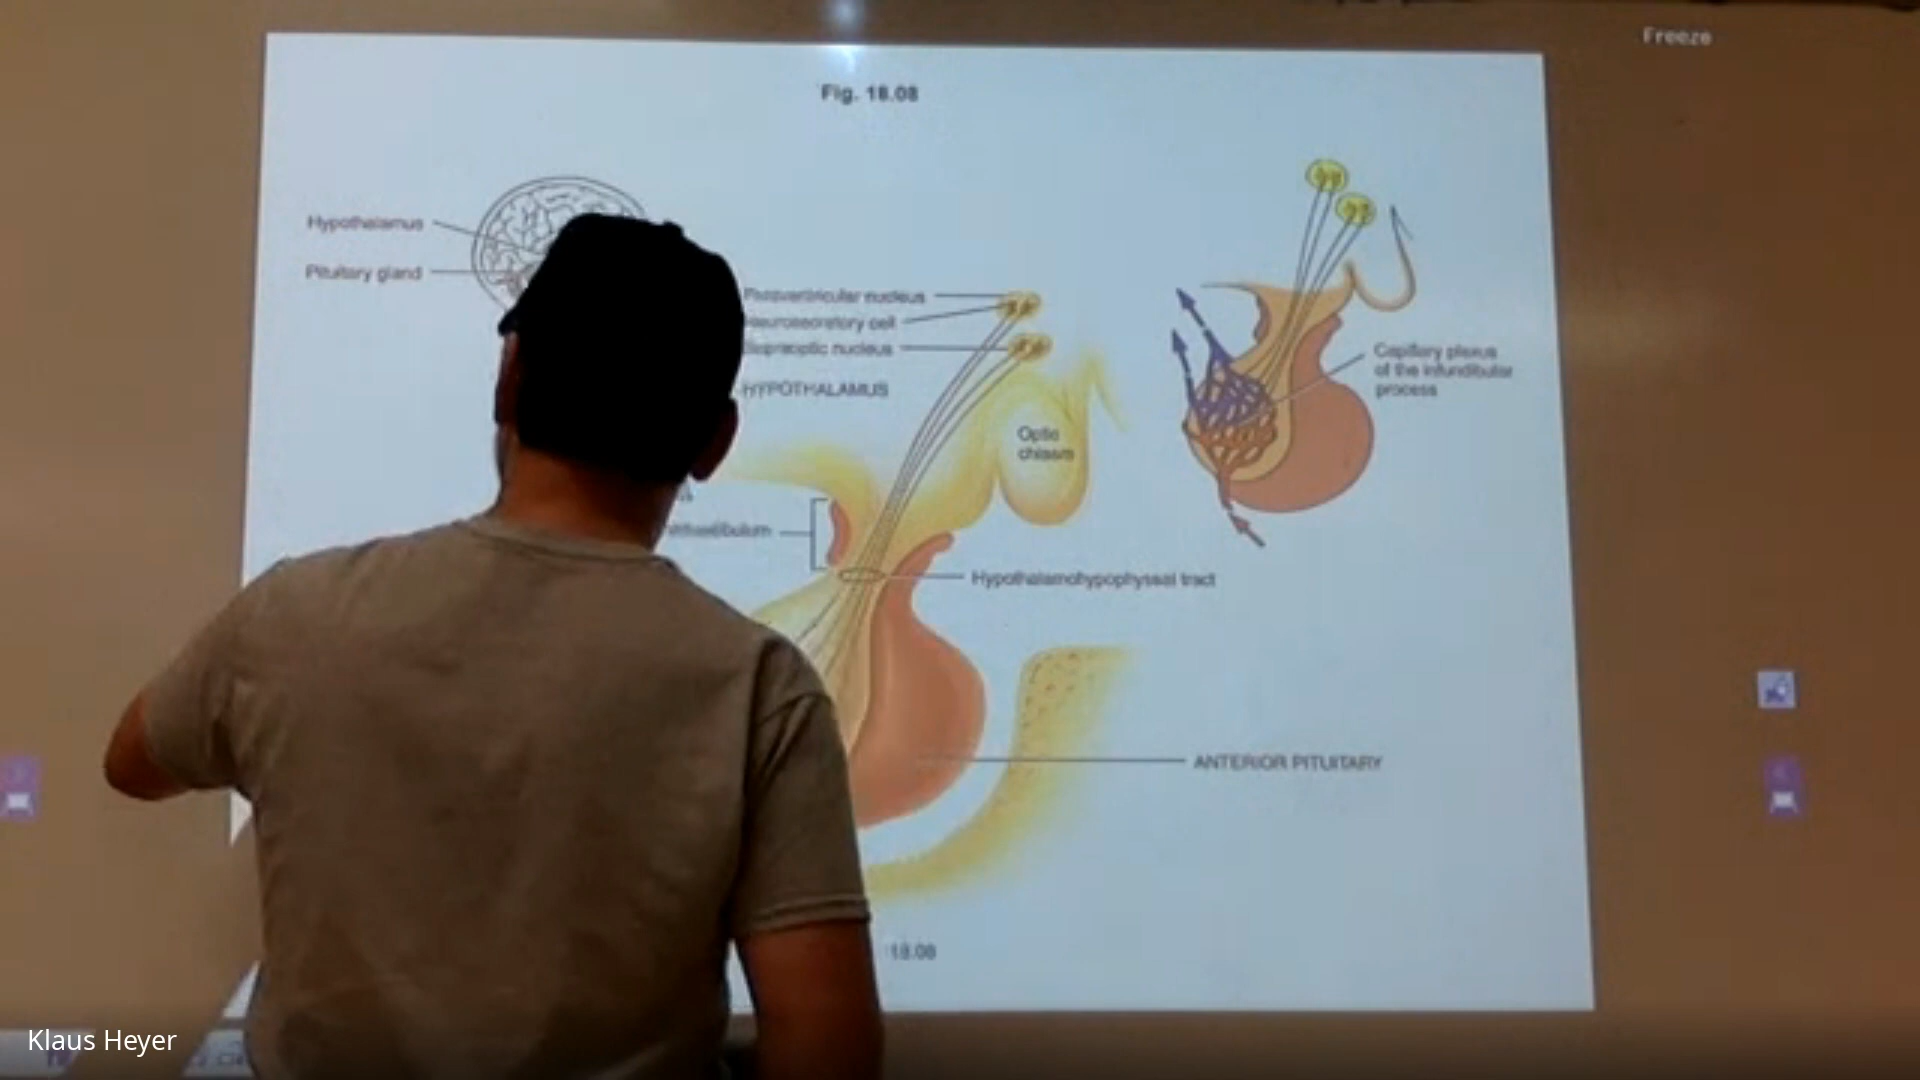 Freeze
Fig. 18.08
Hypothalamus
Pituitary gland
Paraventricular nucleus
Neurosecretory cell
Supraoptic nucleus
HYPOTHALAMUS
Optic
chiasm
Capillary plexus
of the infundibular
process
Hypothalamohypophyseal tract
ANTERIOR PITUITARY
18.08
Klaus Heyer